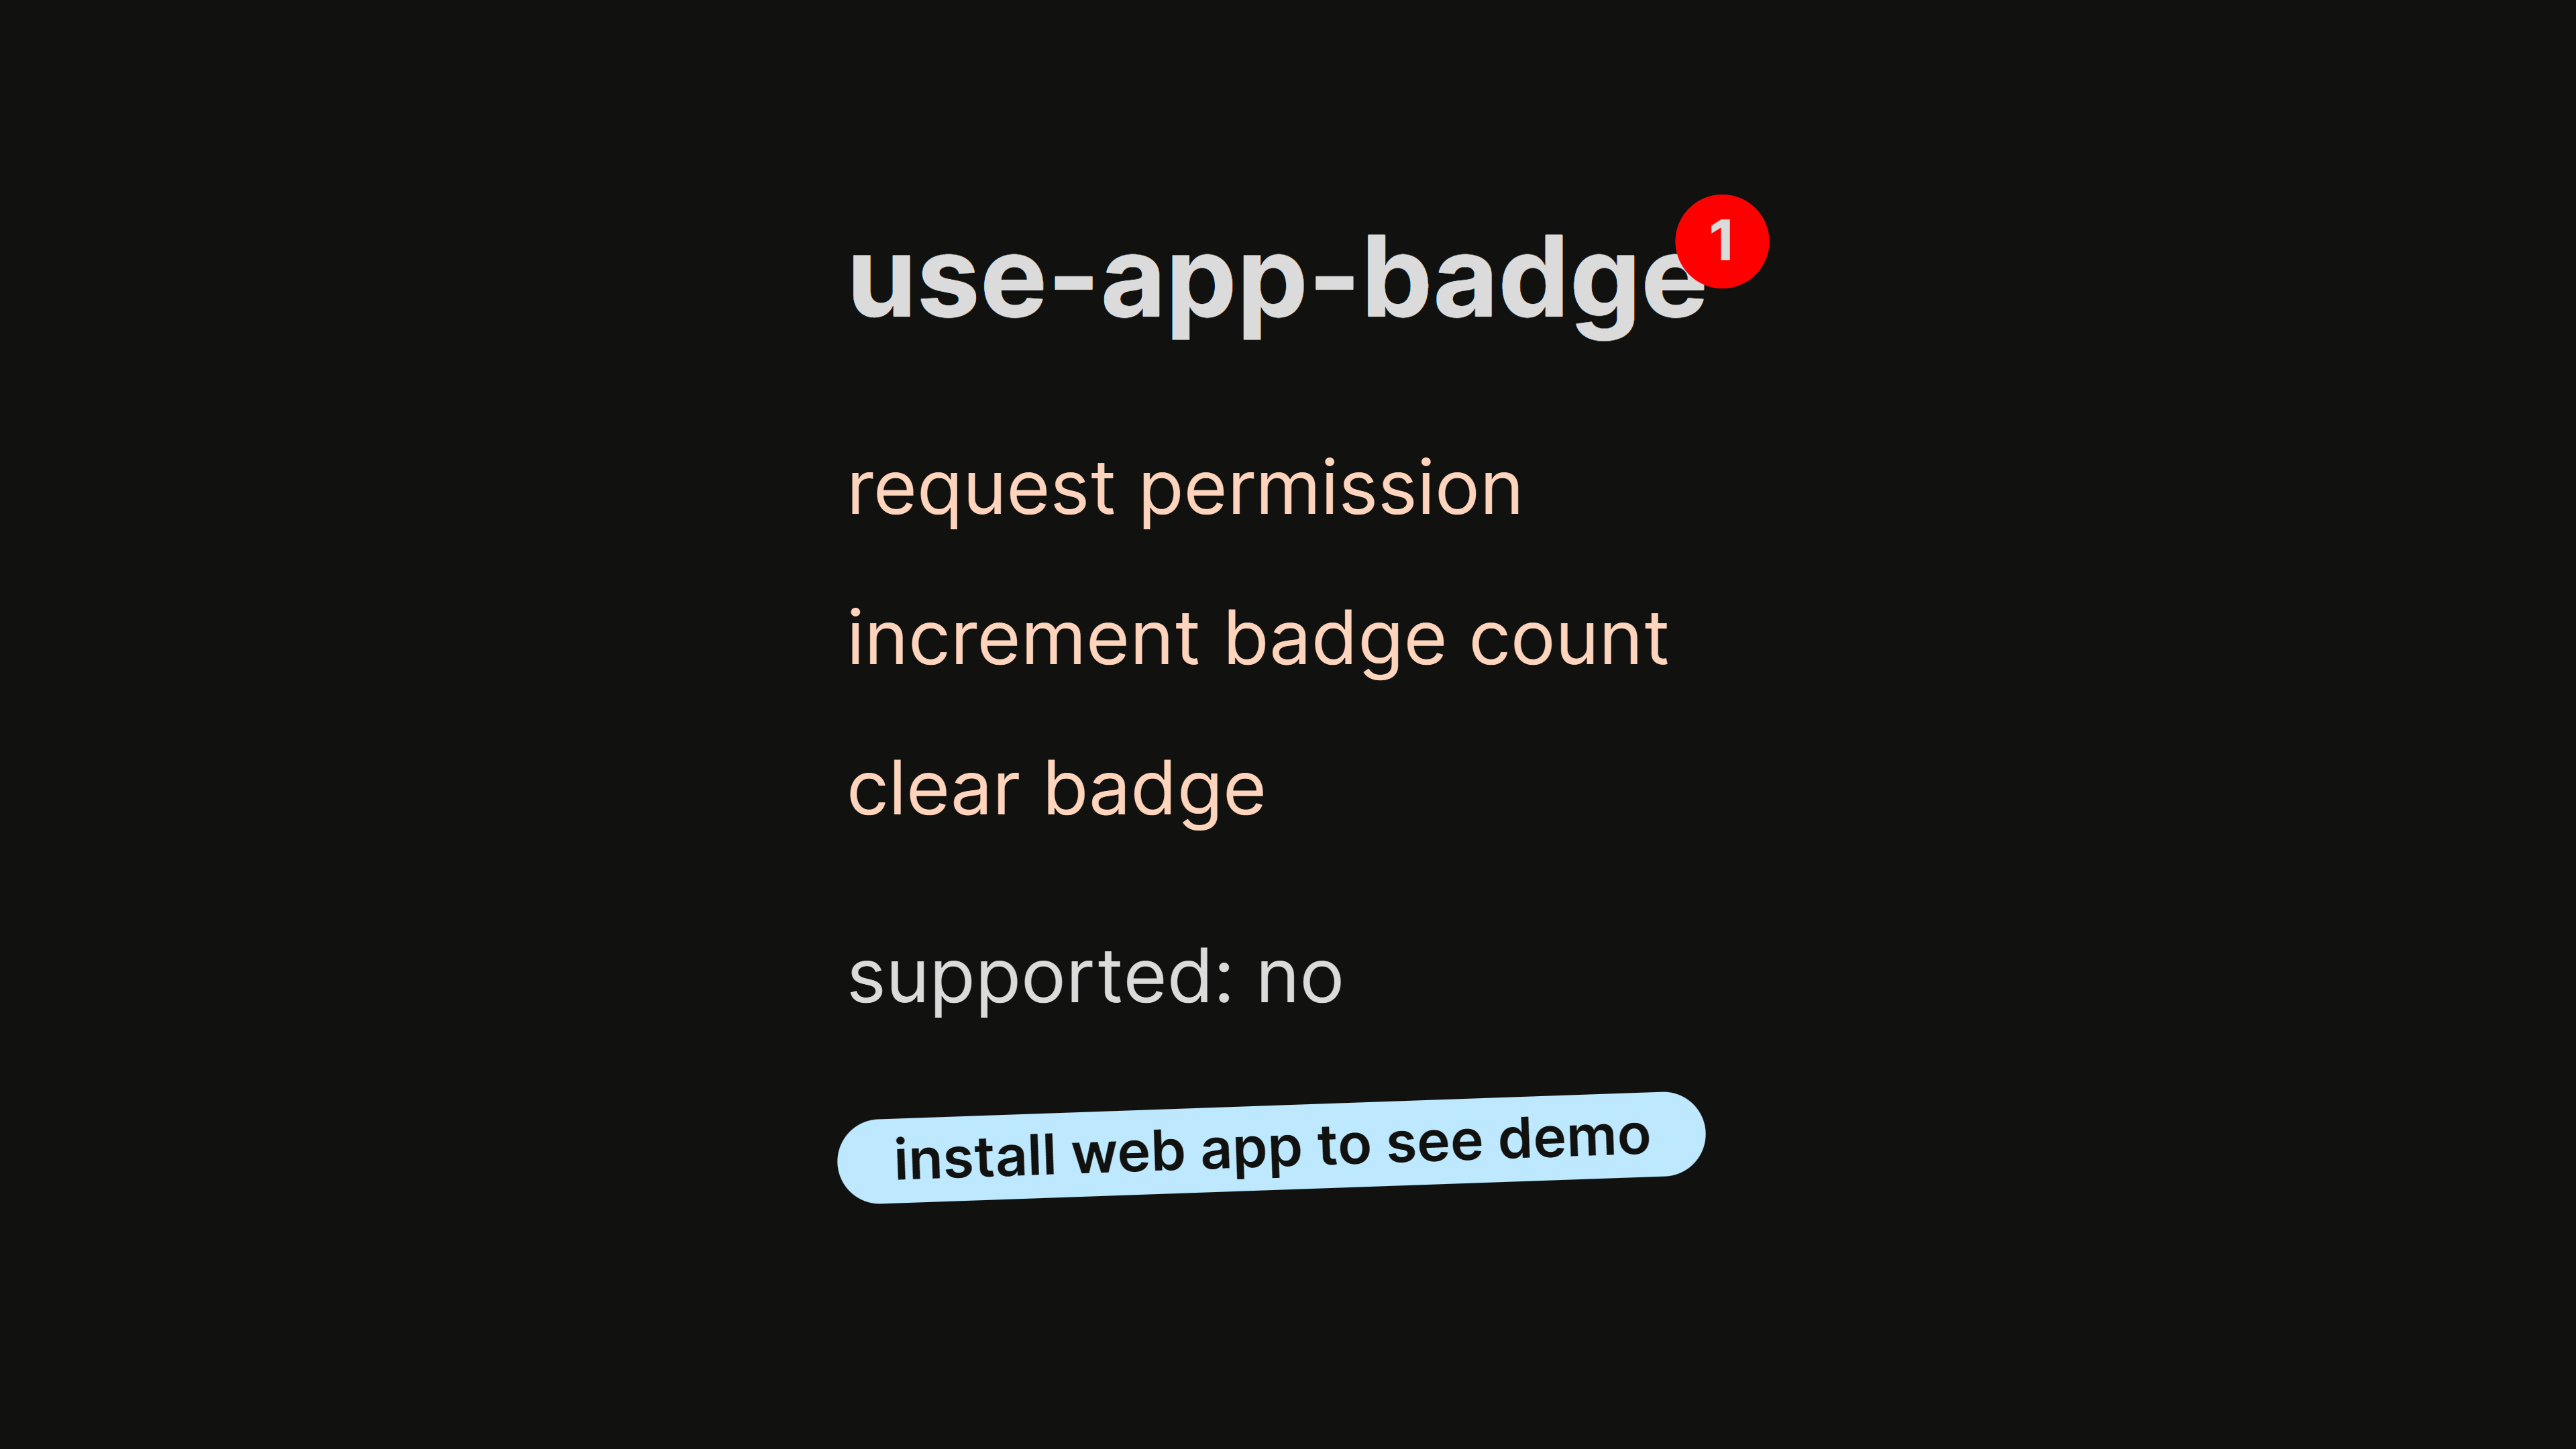 use-app-badge
1
request permission
increment badge count
clear badge
supported: no
install web app to see demo